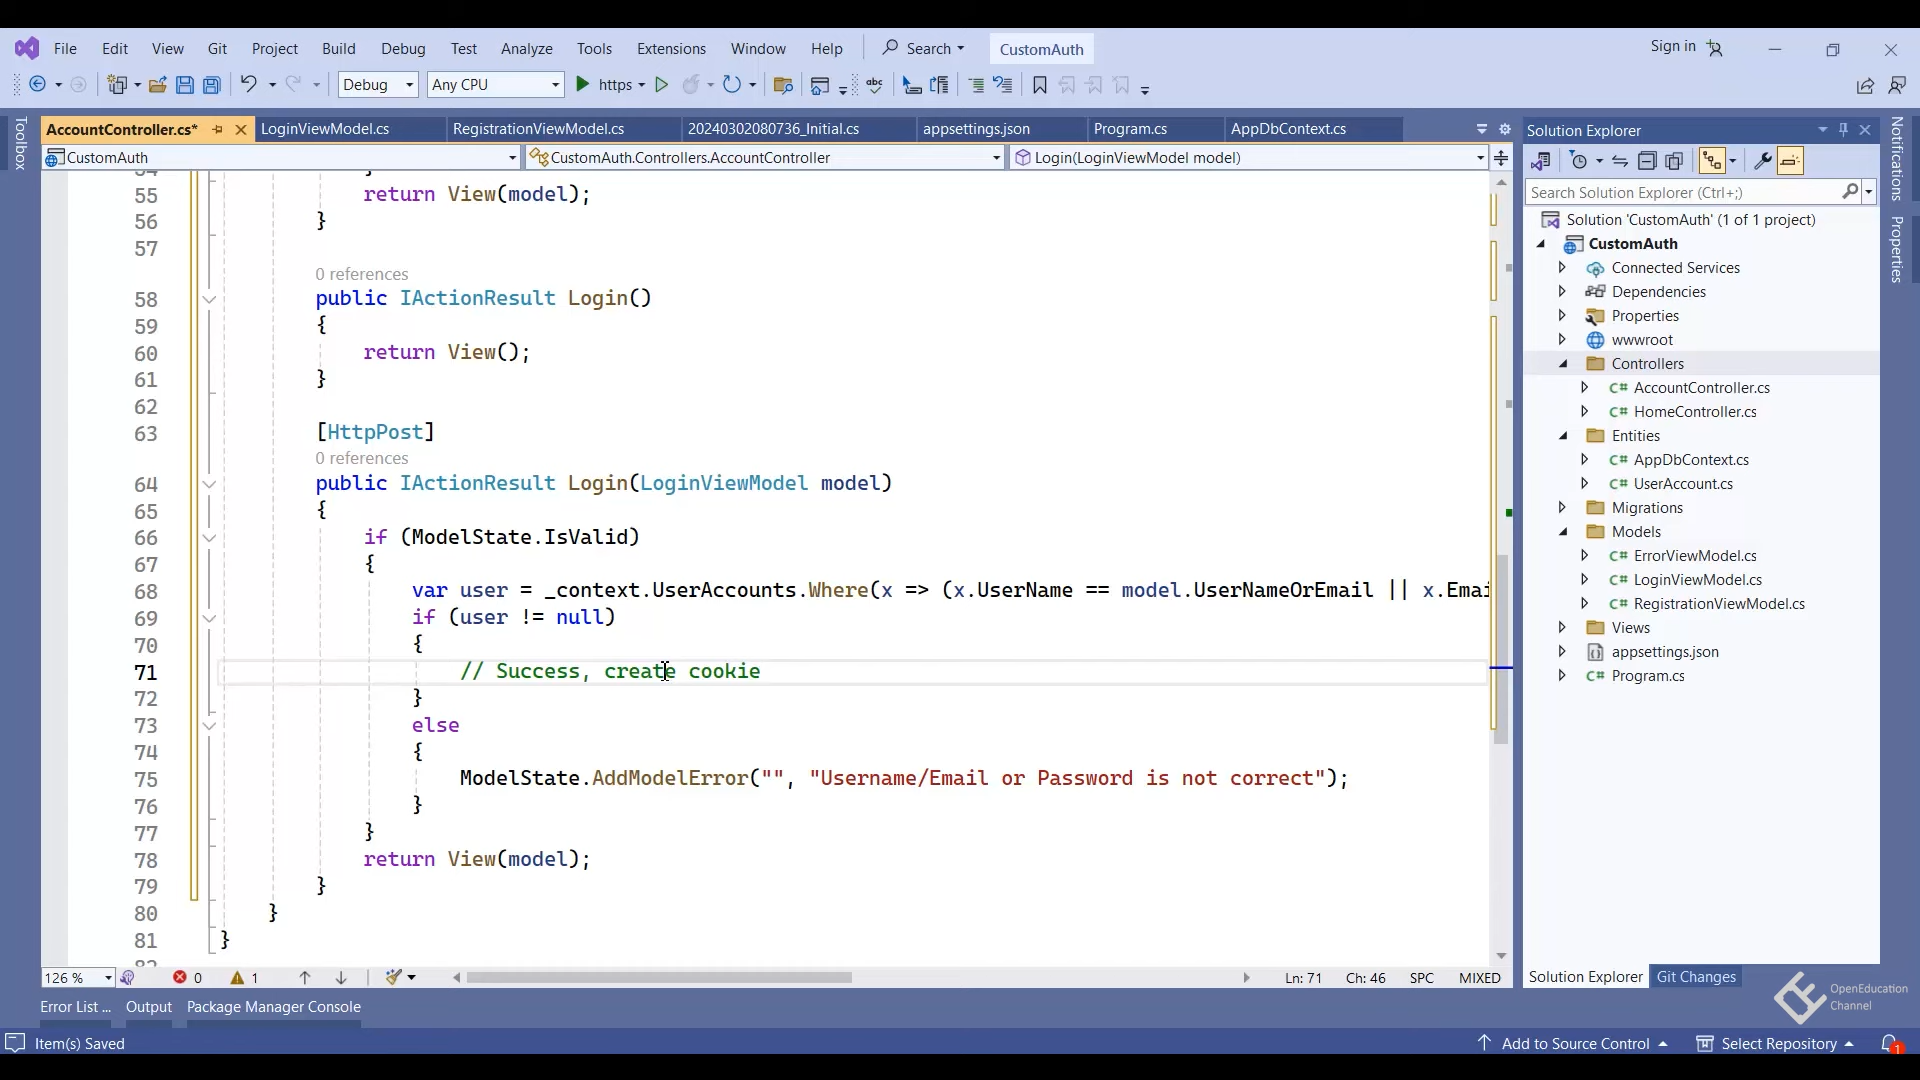 File Edit View Git Project Build Debug Test Analyze Tools Extensions Window Help Search CustomAuth Sign in
Debug Any CPU https
Toolbox
AccountController.cs* LoginViewModel.cs RegistrationViewModel.cs 20240302080736_Initial.cs appsettings.json Program.cs AppDbContext.cs
CustomAuth CustomAuth.Controllers.AccountController Login(LoginViewModel model)
55 return View(model);
56 }
57
0 references
58 public IActionResult Login()
59 {
60 return View();
61 }
62
63 [HttpPost]
0 references
64 public IActionResult Login(LoginViewModel model)
65 {
66 if (ModelState.IsValid)
67 {
68 var user = _context.UserAccounts.Where(x => (x.UserName == model.UserNameOrEmail || x.Emai
69 if (user != null)
70 {
71 // Success, create cookie
72 }
73 else
74 {
75 ModelState.AddModelError("", "Username/Email or Password is not correct");
76 }
77 }
78 return View(model);
79 }
80 }
81 }
126 % 0 1 Ln: 71 Ch: 46 SPC MIXED
Error List ... Output Package Manager Console
Item(s) Saved
Solution Explorer
Search Solution Explorer (Ctrl+;)
Solution 'CustomAuth' (1 of 1 project)
CustomAuth
Connected Services
Dependencies
Properties
wwwroot
Controllers
C# AccountController.cs
C# HomeController.cs
Entities
C# AppDbContext.cs
C# UserAccount.cs
Migrations
Models
C# ErrorViewModel.cs
C# LoginViewModel.cs
C# RegistrationViewModel.cs
Views
appsettings.json
C# Program.cs
Solution Explorer Git Changes
Notifications
Properties
OpenEducation
Channel
Add to Source Control Select Repository 1